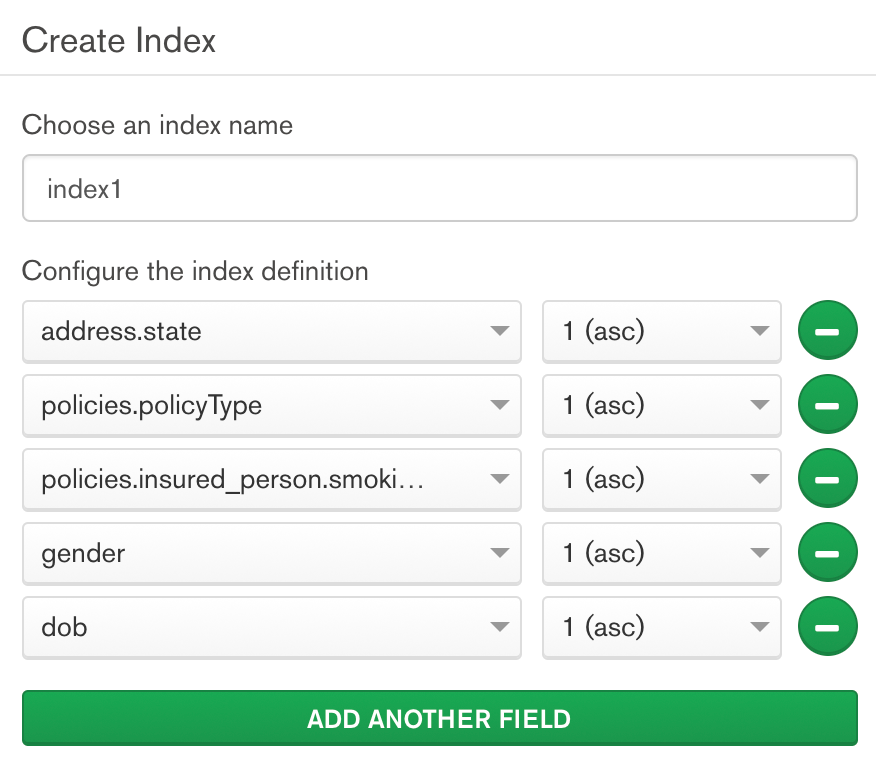 Create Index
Choose an index name
index1
Configure the index definition
address.state 1 (asc)
policies.policyType 1 (asc)
policies.insured_person.smoki... 1 (asc)
gender 1 (asc)
dob 1 (asc)
ADD ANOTHER FIELD